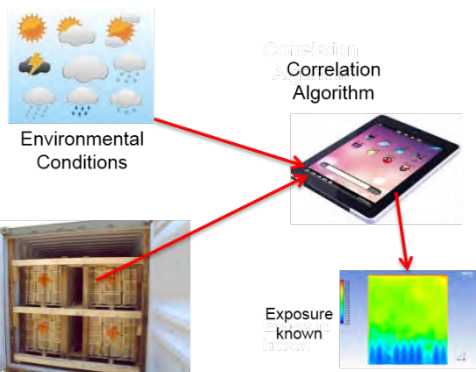 Correlation
Algorithm
Environmental
Conditions
Exposure
known